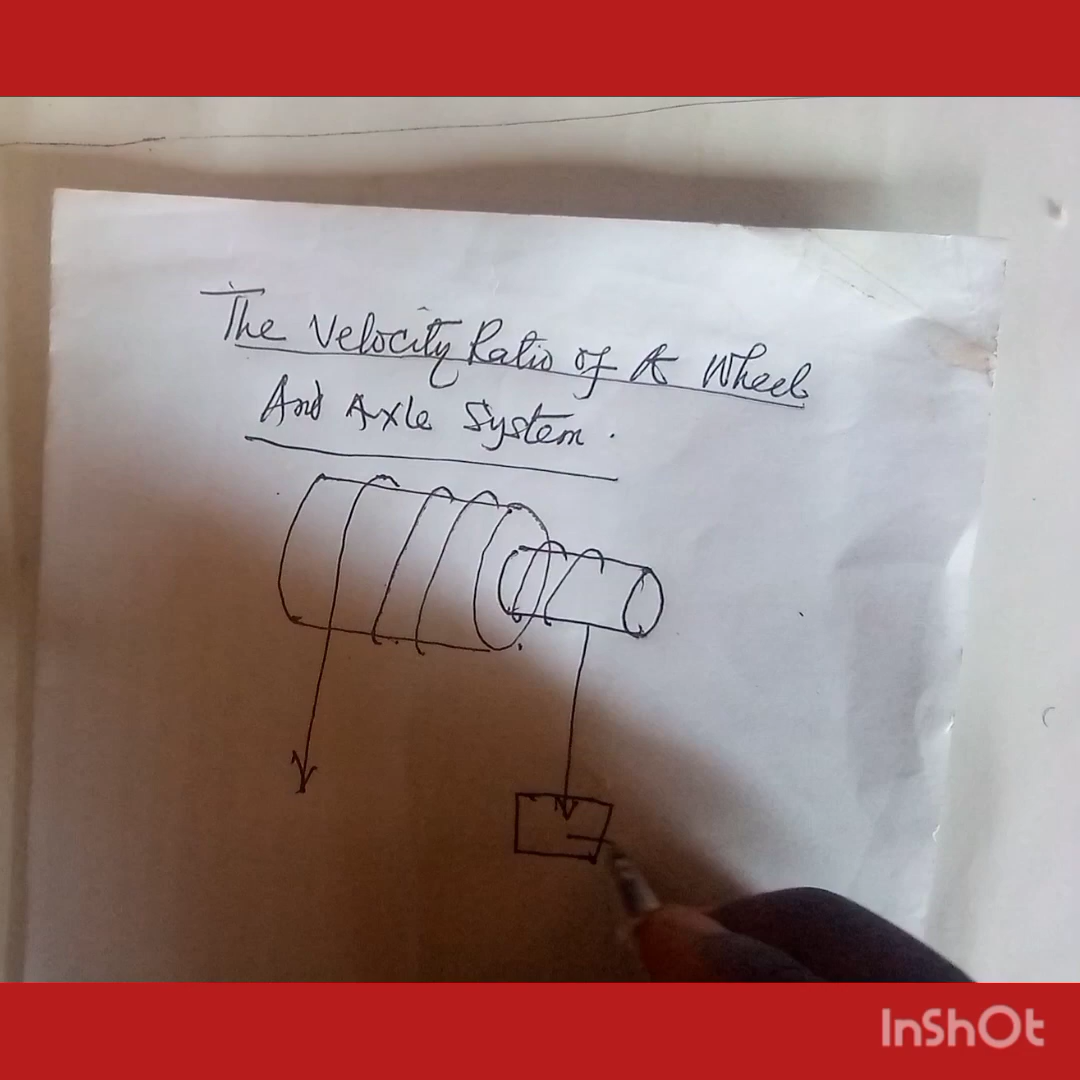 The Velocity Ratio of A Wheel
And Axle System.
InShOt